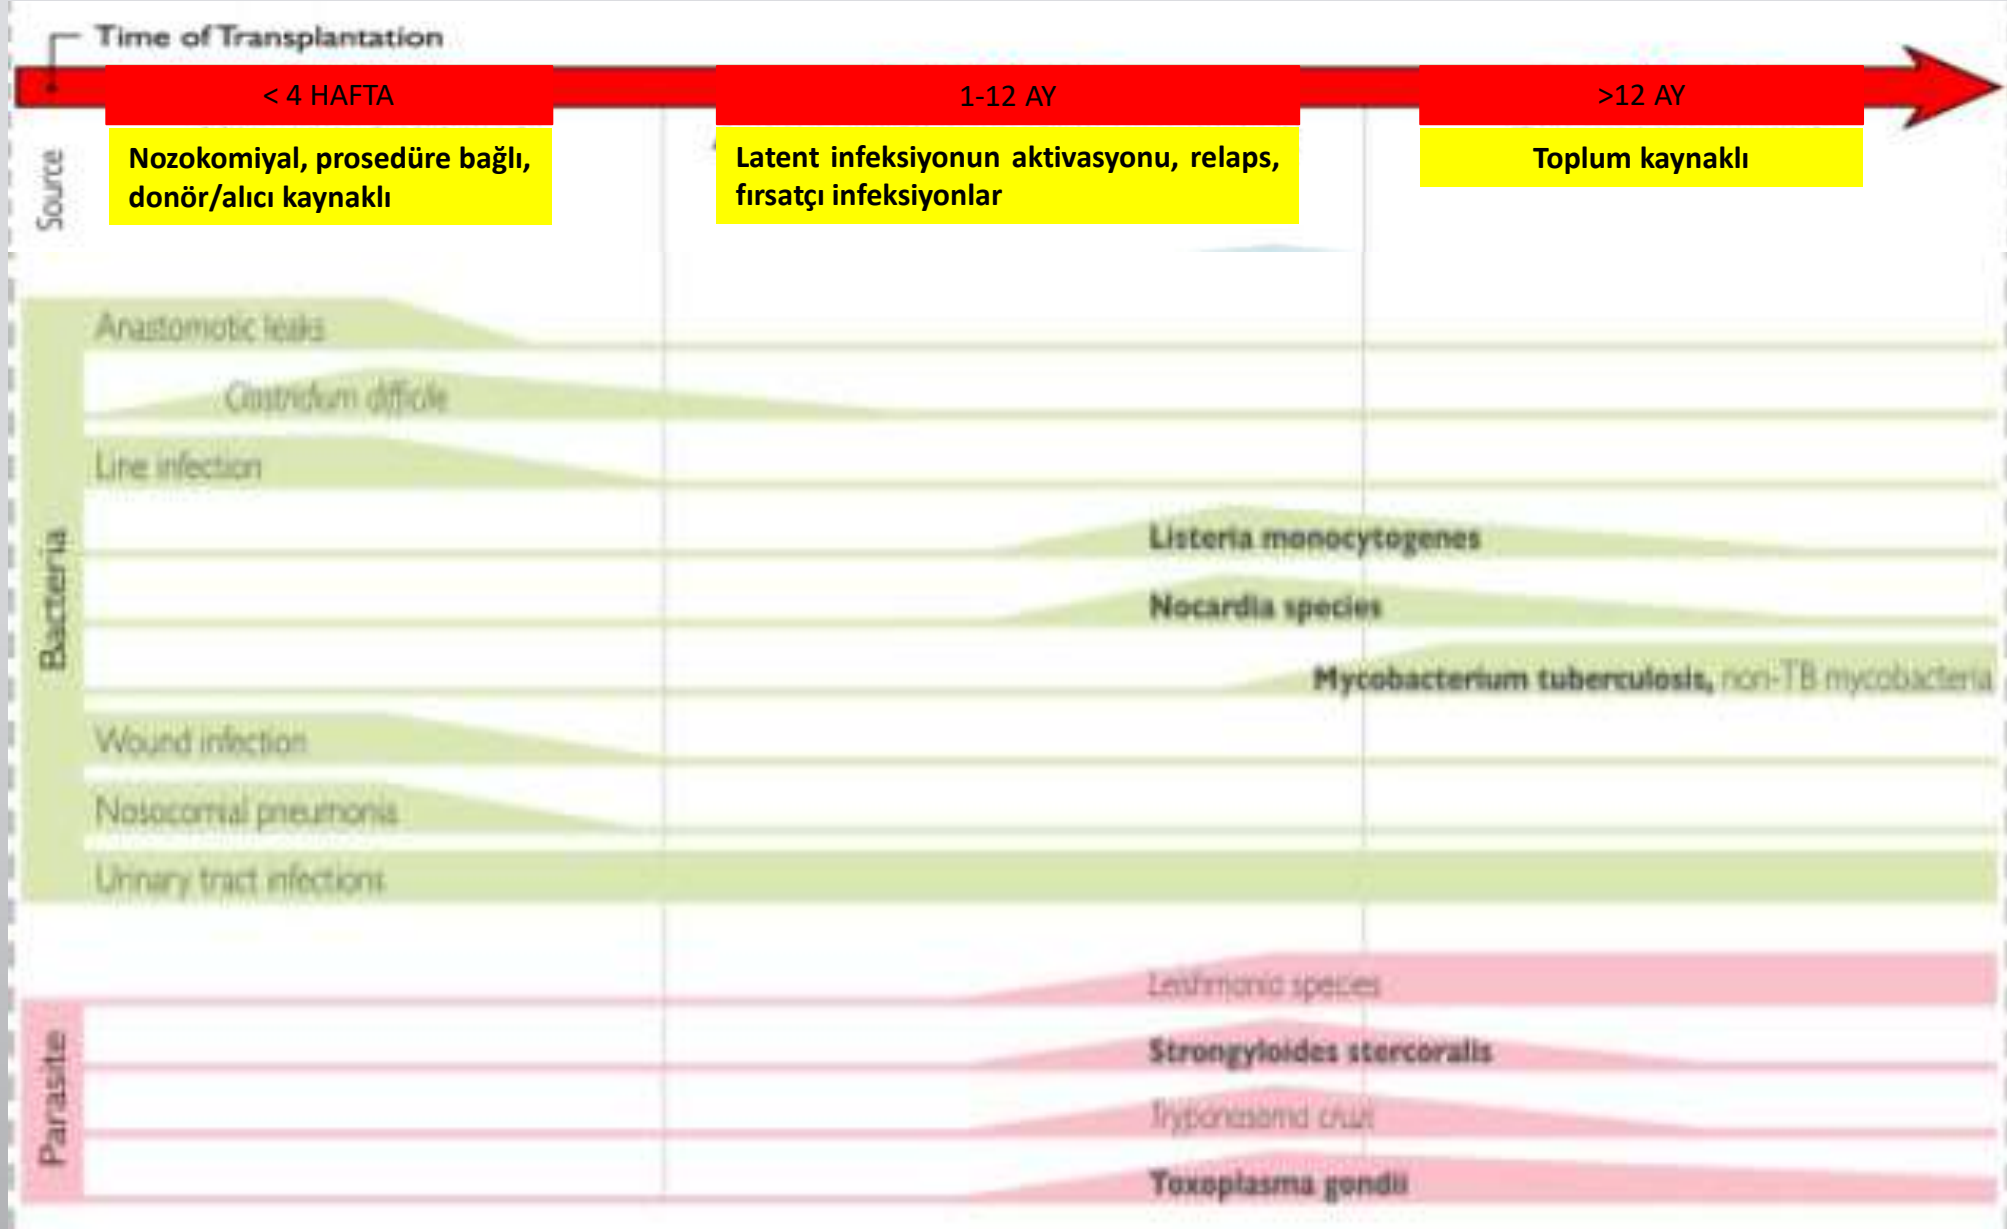 Time of Transplantation
< 4 HAFTA
1-12 AY
>12 AY
Source
Nozokomiyal, prosedüre bağlı,
donör/alıcı kaynaklı
Latent infeksiyonun aktivasyonu, relaps,
fırsatçı infeksiyonlar
Toplum kaynaklı
Bacteria
Anastomotic leaks
Clostridium difficile
Line infection
Listeria monocytogenes
Nocardia species
Mycobacterium tuberculosis, non-TB mycobacteria
Wound infection
Nosocomial pneumonia
Urinary tract infections
Parasite
Leishmania species
Strongyloides stercoralis
Trypanosoma cruzi
Toxoplasma gondii